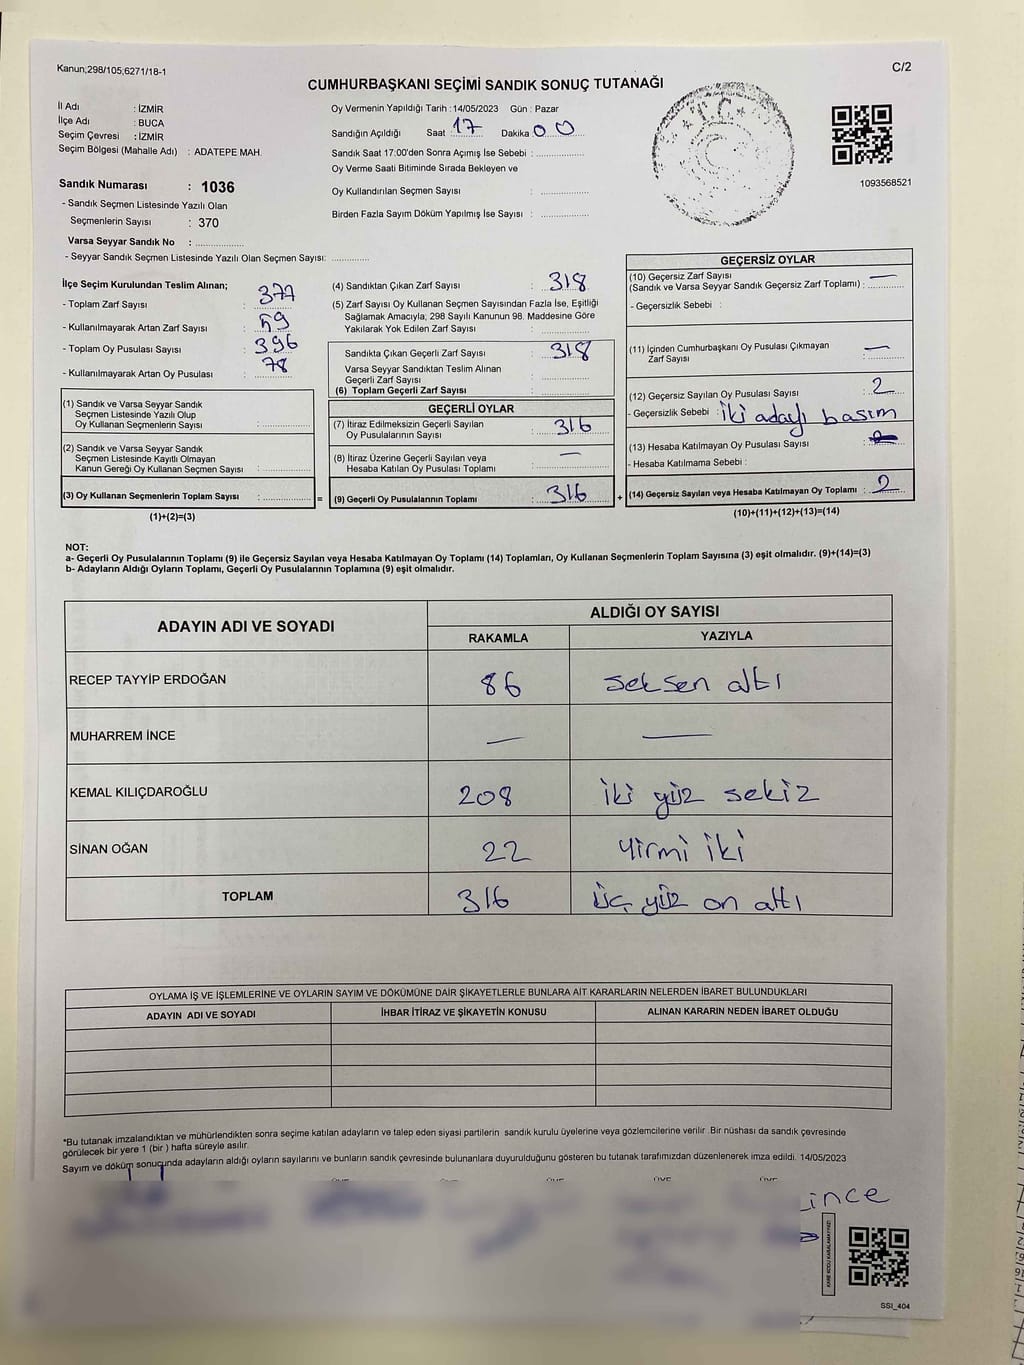 Kanun;298/105;6271/18-1
C/2
CUMHURBAŞKANI SEÇİMİ SANDIK SONUÇ TUTANAĞI
İl Adı : İZMİR
İlçe Adı : BUCA
Seçim Çevresi : İZMİR
Seçim Bölgesi (Mahalle Adı) : ADATEPE MAH.
Oy Vermenin Yapıldığı Tarih : 14/05/2023 Gün : Pazar
Sandığın Açıldığı Saat : 17 Dakika : 00
Sandık Saat 17:00'den Sonra Açımış İse Sebebi :
Oy Verme Saati Bitiminde Sırada Bekleyen ve
Oy Kullandırılan Seçmen Sayısı :
Birden Fazla Sayım Döküm Yapılmış İse Sayısı :
T.C.
1093568521
Sandık Numarası : 1036
- Sandık Seçmen Listesinde Yazılı Olan
Seçmenlerin Sayısı : 370
Varsa Seyyar Sandık No :
- Seyyar Sandık Seçmen Listesinde Yazılı Olan Seçmen Sayısı:
İlçe Seçim Kurulundan Teslim Alınan;
- Toplam Zarf Sayısı : 377
- Kullanılmayarak Artan Zarf Sayısı : 59
- Toplam Oy Pusulası Sayısı : 396
- Kullanılmayarak Artan Oy Pusulası : 78
(1) Sandık ve Varsa Seyyar Sandık
Seçmen Listesinde Yazılı Olup
Oy Kullanan Seçmenlerin Sayısı :
(2) Sandık ve Varsa Seyyar Sandık
Seçmen Listesinde Kayıtlı Olmayan
Kanun Gereği Oy Kullanan Seçmen Sayısı :
(3) Oy Kullanan Seçmenlerin Toplam Sayısı : =
(1)+(2)=(3)
(4) Sandıktan Çıkan Zarf Sayısı : 318
(5) Zarf Sayısı Oy Kullanan Seçmen Sayısından Fazla İse, Eşitliği
Sağlamak Amacıyla, 298 Sayılı Kanunun 98. Maddesine Göre
Yakılarak Yok Edilen Zarf Sayısı :
Sandıkta Çıkan Geçerli Zarf Sayısı : 318
Varsa Seyyar Sandıktan Teslim Alınan
Geçerli Zarf Sayısı :
(6) Toplam Geçerli Zarf Sayısı :
GEÇERLİ OYLAR
(7) İtiraz Edilmeksizin Geçerli Sayılan
Oy Pusulalarının Sayısı : 316
(8) İtiraz Üzerine Geçerli Sayılan veya
Hesaba Katılan Oy Pusulası Toplamı : —
(9) Geçerli Oy Pusulalarının Toplamı : 316 +
GEÇERSİZ OYLAR
(10) Geçersiz Zarf Sayısı
(Sandık ve Varsa Seyyar Sandık Geçersiz Zarf Toplamı) : —
- Geçersizlik Sebebi :
(11) İçinden Cumhurbaşkanı Oy Pusulası Çıkmayan
Zarf Sayısı : —
(12) Geçersiz Sayılan Oy Pusulası Sayısı : 2
- Geçersizlik Sebebi : iki adayı basım
(13) Hesaba Katılmayan Oy Pusulası Sayısı :
- Hesaba Katılmama Sebebi :
(14) Geçersiz Sayılan veya Hesaba Katılmayan Oy Toplamı : 2
(10)+(11)+(12)+(13)=(14)
NOT:
a- Geçerli Oy Pusulalarının Toplamı (9) ile Geçersiz Sayılan veya Hesaba Katılmayan Oy Toplamı (14) Toplamları, Oy Kullanan Seçmenlerin Toplam Sayısına (3) eşit olmalıdır. (9)+(14)=(3)
b- Adayların Aldığı Oyların Toplamı, Geçerli Oy Pusulalarının Toplamına (9) eşit olmalıdır.
ADAYIN ADI VE SOYADI ALDIĞI OY SAYISI
RAKAMLA YAZIYLA
RECEP TAYYİP ERDOĞAN 86 seksen altı
MUHARREM İNCE — —
KEMAL KILIÇDAROĞLU 208 iki yüz sekiz
SİNAN OĞAN 22 Yirmi iki
TOPLAM 316 üç yüz on altı
OYLAMA İŞ VE İŞLEMLERİNE VE OYLARIN SAYIM VE DÖKÜMÜNE DAİR ŞİKAYETLERLE BUNLARA AİT KARARLARIN NELERDEN İBARET BULUNDUKLARI
ADAYIN ADI VE SOYADI İHBAR İTİRAZ VE ŞİKAYETİN KONUSU ALINAN KARARIN NEDEN İBARET OLDUĞU
*Bu tutanak imzalandıktan ve mühürlendikten sonra seçime katılan adayların ve talep eden siyasi partilerin sandık kurulu üyelerine veya gözlemcilerine verilir .Bir nüshası da sandık çevresinde
görülecek bir yere 1 (bir ) hafta süreyle asılır.
Sayım ve döküm sonucunda adayların aldığı oyların sayılarını ve bunların sandık çevresinde bulunanlara duyurulduğunu gösteren bu tutanak tarafımızdan düzenlenerek imza edildi. 14/05/2023
ince
KARE KODU KARALAMAYINIZ!
SSI_404